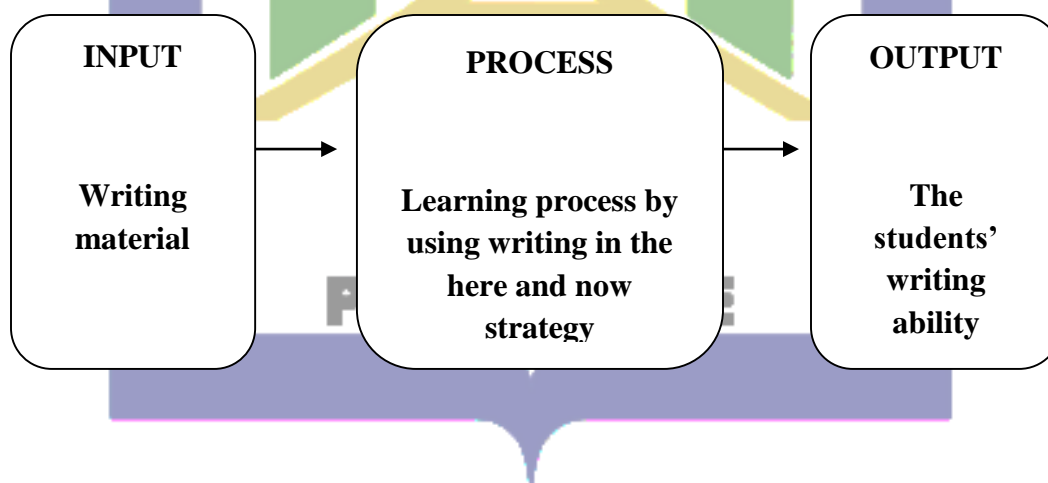 INPUT
Writing
material
PROCESS
Learning process by
using writing in the
here and now
strategy
OUTPUT
The
students’
writing
ability